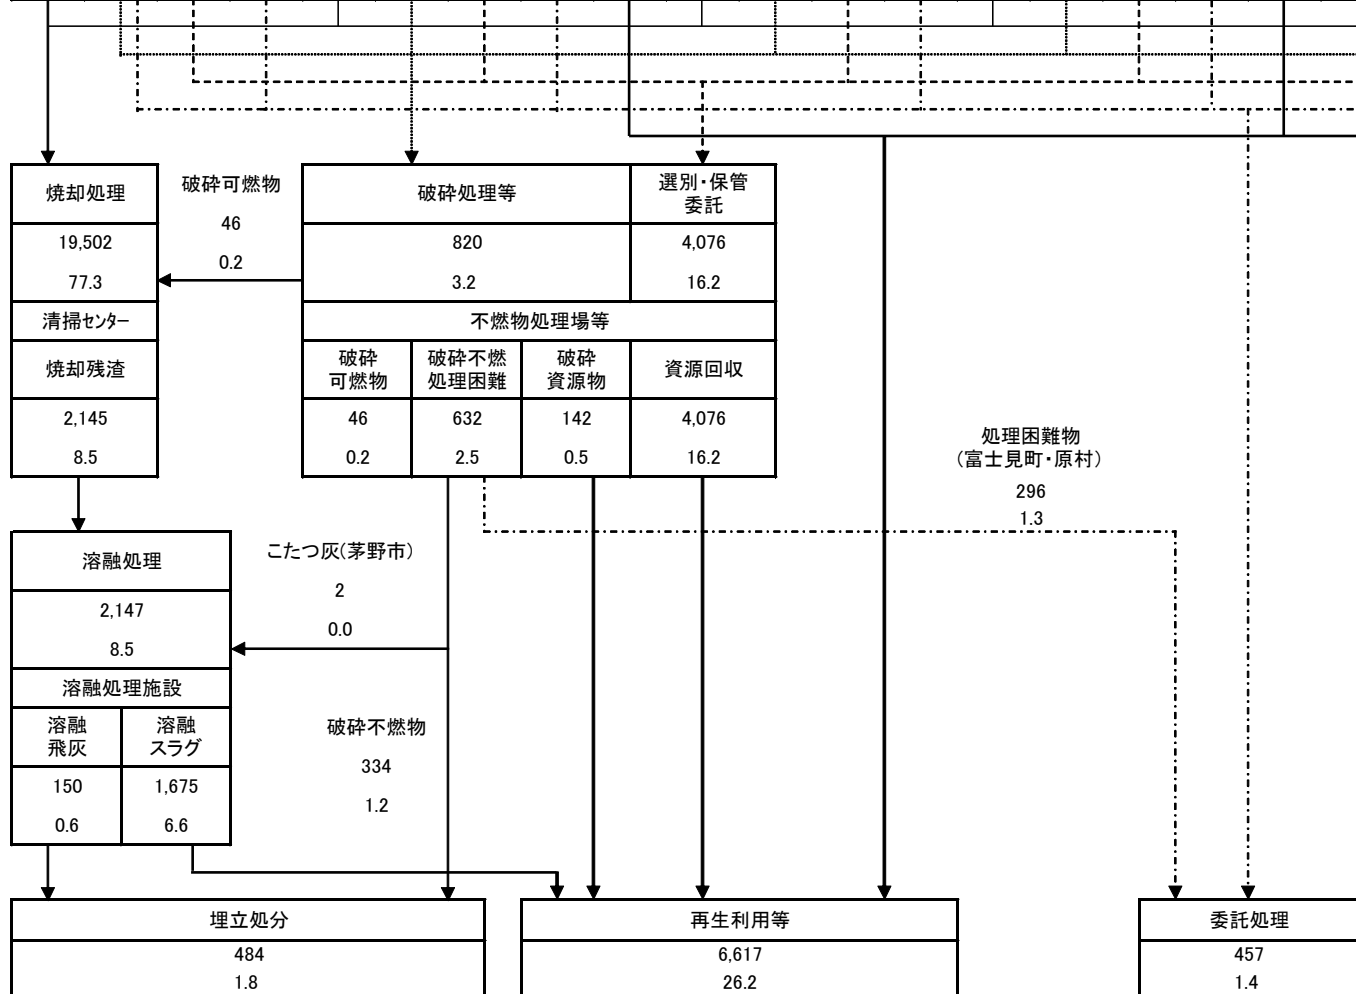 焼却処理
19,502
77.3
清掃センター
焼却残渣
2,145
8.5
破砕可燃物
46
0.2
破砕処理等
選別・保管
委託
820
4,076
3.2
16.2
不燃物処理場等
破砕
可燃物
破砕不燃
処理困難
破砕
資源物
資源回収
46
632
142
4,076
0.2
2.5
0.5
16.2
処理困難物
(富士見町・原村)
296
1.3
溶融処理
2,147
8.5
溶融処理施設
溶融
飛灰
溶融
スラグ
150
1,675
0.6
6.6
こたつ灰(茅野市)
2
0.0
破砕不燃物
334
1.2
埋立処分
484
1.8
再生利用等
6,617
26.2
委託処理
457
1.4